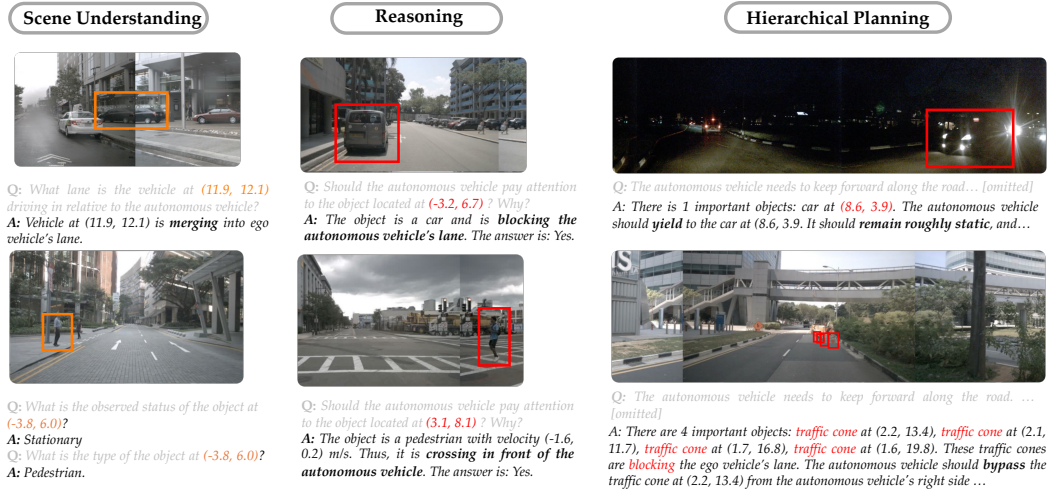 Scene Understanding
Reasoning
Hierarchical Planning
Q: What lane is the vehicle at (11.9, 12.1)
driving in relative to the autonomous vehicle?
A: Vehicle at (11.9, 12.1) is merging into ego
vehicle's lane.
Q: What is the observed status of the object at
(-3.8, 6.0)?
A: Stationary
Q: What is the type of the object at (-3.8, 6.0)?
A: Pedestrian.
Q: Should the autonomous vehicle pay attention
to the object located at (-3.2, 6.7) ? Why?
A: The object is a car and is blocking the
autonomous vehicle's lane. The answer is: Yes.
Q: Should the autonomous vehicle pay attention
to the object located at (3.1, 8.1) ? Why?
A: The object is a pedestrian with velocity (-1.6,
0.2) m/s. Thus, it is crossing in front of the
autonomous vehicle. The answer is: Yes.
Q: The autonomous vehicle needs to keep forward along the road… [omitted]
A: There is 1 important objects: car at (8.6, 3.9). The autonomous vehicle
should yield to the car at (8.6, 3.9. It should remain roughly static, and…
IS
Q: The autonomous vehicle needs to keep forward along the road. …
[omitted]
A: There are 4 important objects: traffic cone at (2.2, 13.4), traffic cone at (2.1,
11.7), traffic cone at (1.7, 16.8), traffic cone at (1.6, 19.8). These traffic cones
are blocking the ego vehicle's lane. The autonomous vehicle should bypass the
traffic cone at (2.2, 13.4) from the autonomous vehicle's right side …